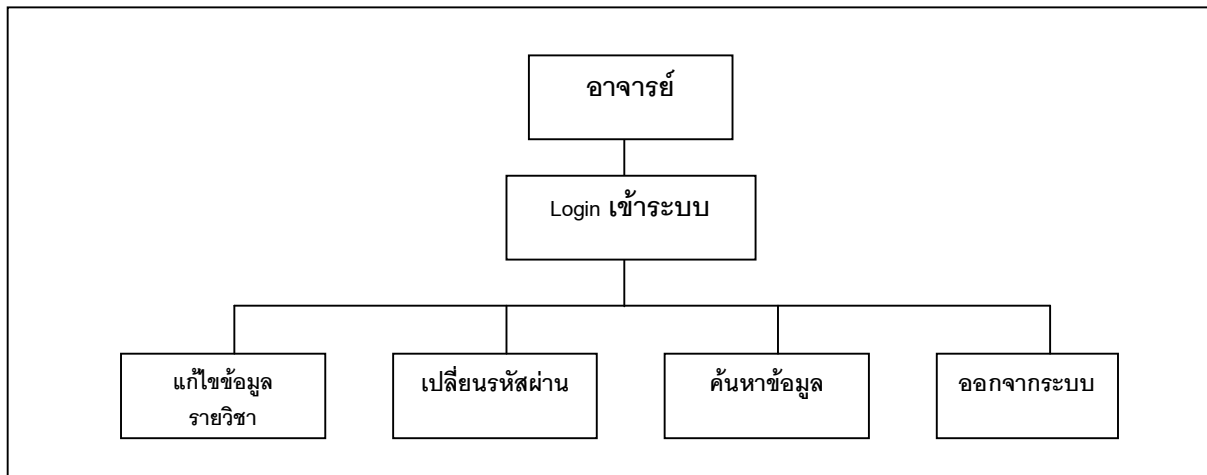 อาจารย์
Login เข้าระบบ
แก้ไขข้อมูล
รายวิชา
เปลี่ยนรหัสผ่าน
ค้นหาข้อมูล
ออกจากระบบ